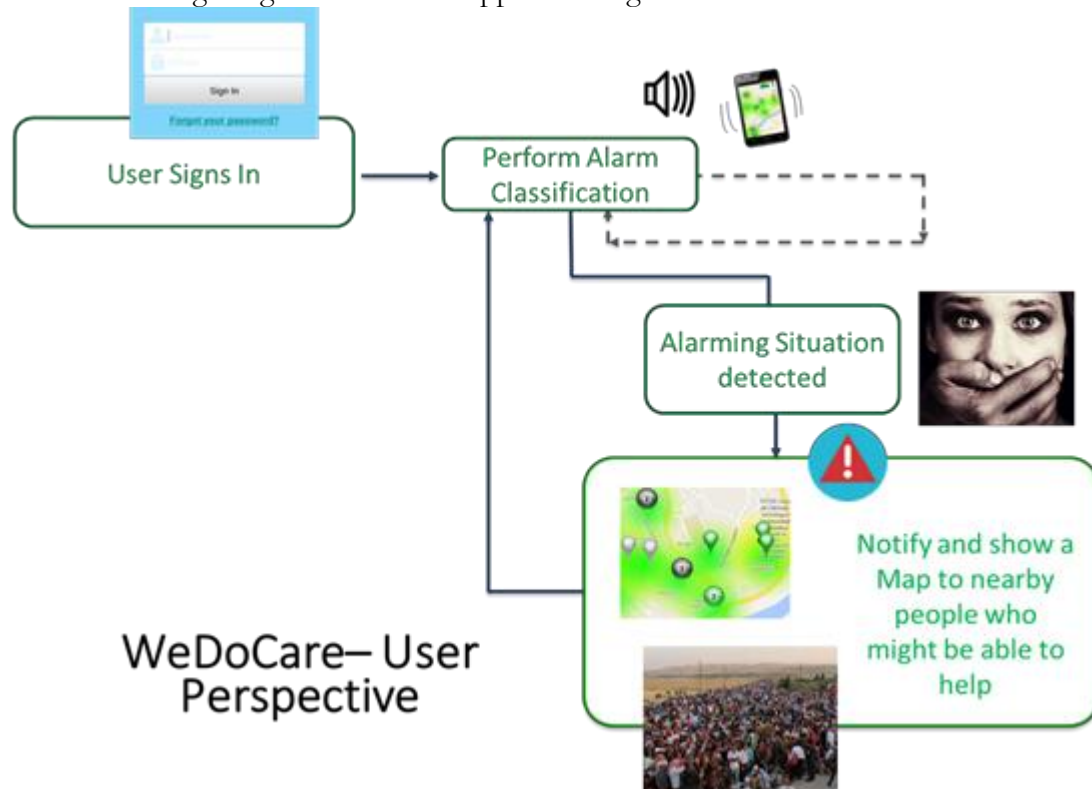 Sign In
Forgot your password?
User Signs In
Perform Alarm
Classification
Alarming Situation
detected
Notify and show a
Map to nearby
people who
might be able to
help
WeDoCare– User
Perspective